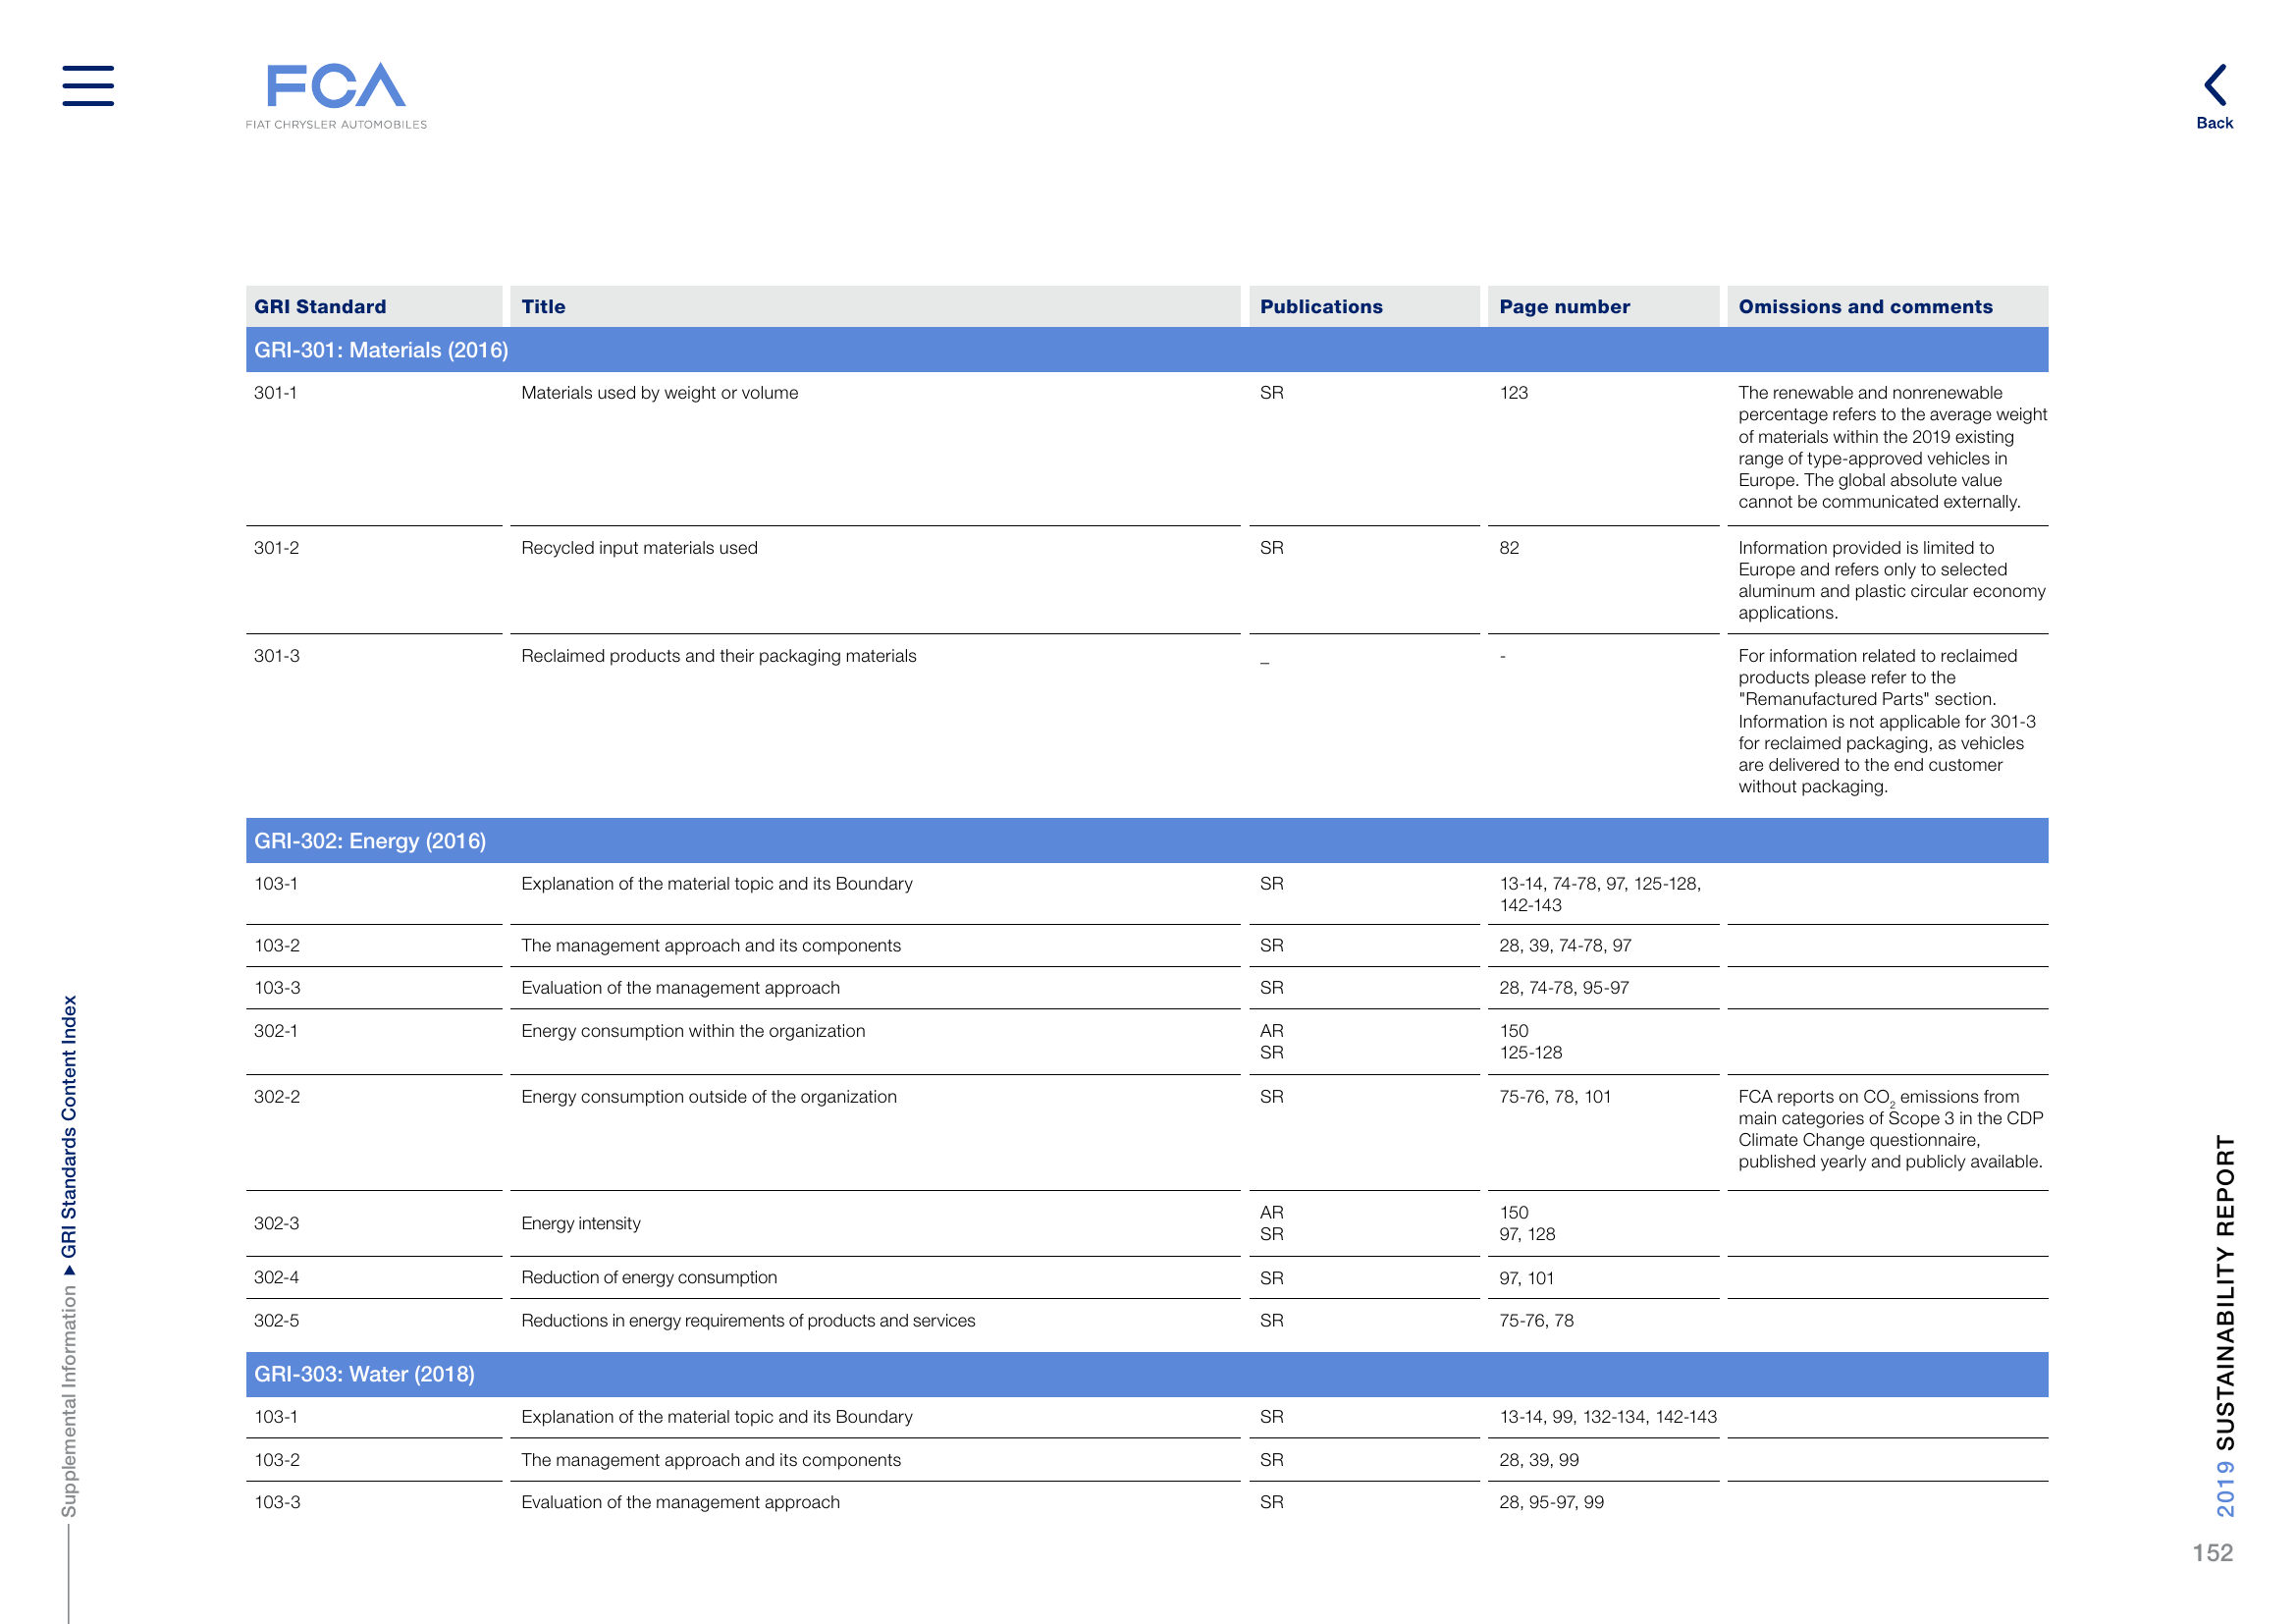 FCA
FIAT CHRYSLER AUTOMOBILES
Back
GRI Standard Title Publications Page number Omissions and comments
GRI-301: Materials (2016)
301-1 Materials used by weight or volume SR 123 The renewable and nonrenewable
percentage refers to the average weight
of materials within the 2019 existing
range of type-approved vehicles in
Europe. The global absolute value
cannot be communicated externally.
301-2 Recycled input materials used SR 82 Information provided is limited to
Europe and refers only to selected
aluminum and plastic circular economy
applications.
301-3 Reclaimed products and their packaging materials _ - For information related to reclaimed
products please refer to the
"Remanufactured Parts" section.
Information is not applicable for 301-3
for reclaimed packaging, as vehicles
are delivered to the end customer
without packaging.
GRI-302: Energy (2016)
103-1 Explanation of the material topic and its Boundary SR 13-14, 74-78, 97, 125-128,
142-143
103-2 The management approach and its components SR 28, 39, 74-78, 97
103-3 Evaluation of the management approach SR 28, 74-78, 95-97
302-1 Energy consumption within the organization AR 150
SR 125-128
302-2 Energy consumption outside of the organization SR 75-76, 78, 101 FCA reports on CO2 emissions from
main categories of Scope 3 in the CDP
Climate Change questionnaire,
published yearly and publicly available.
302-3 Energy intensity AR 150
SR 97, 128
302-4 Reduction of energy consumption SR 97, 101
302-5 Reductions in energy requirements of products and services SR 75-76, 78
GRI-303: Water (2018)
103-1 Explanation of the material topic and its Boundary SR 13-14, 99, 132-134, 142-143
103-2 The management approach and its components SR 28, 39, 99
103-3 Evaluation of the management approach SR 28, 95-97, 99
Supplemental Information ▶ GRI Standards Content Index
2019 SUSTAINABILITY REPORT
152